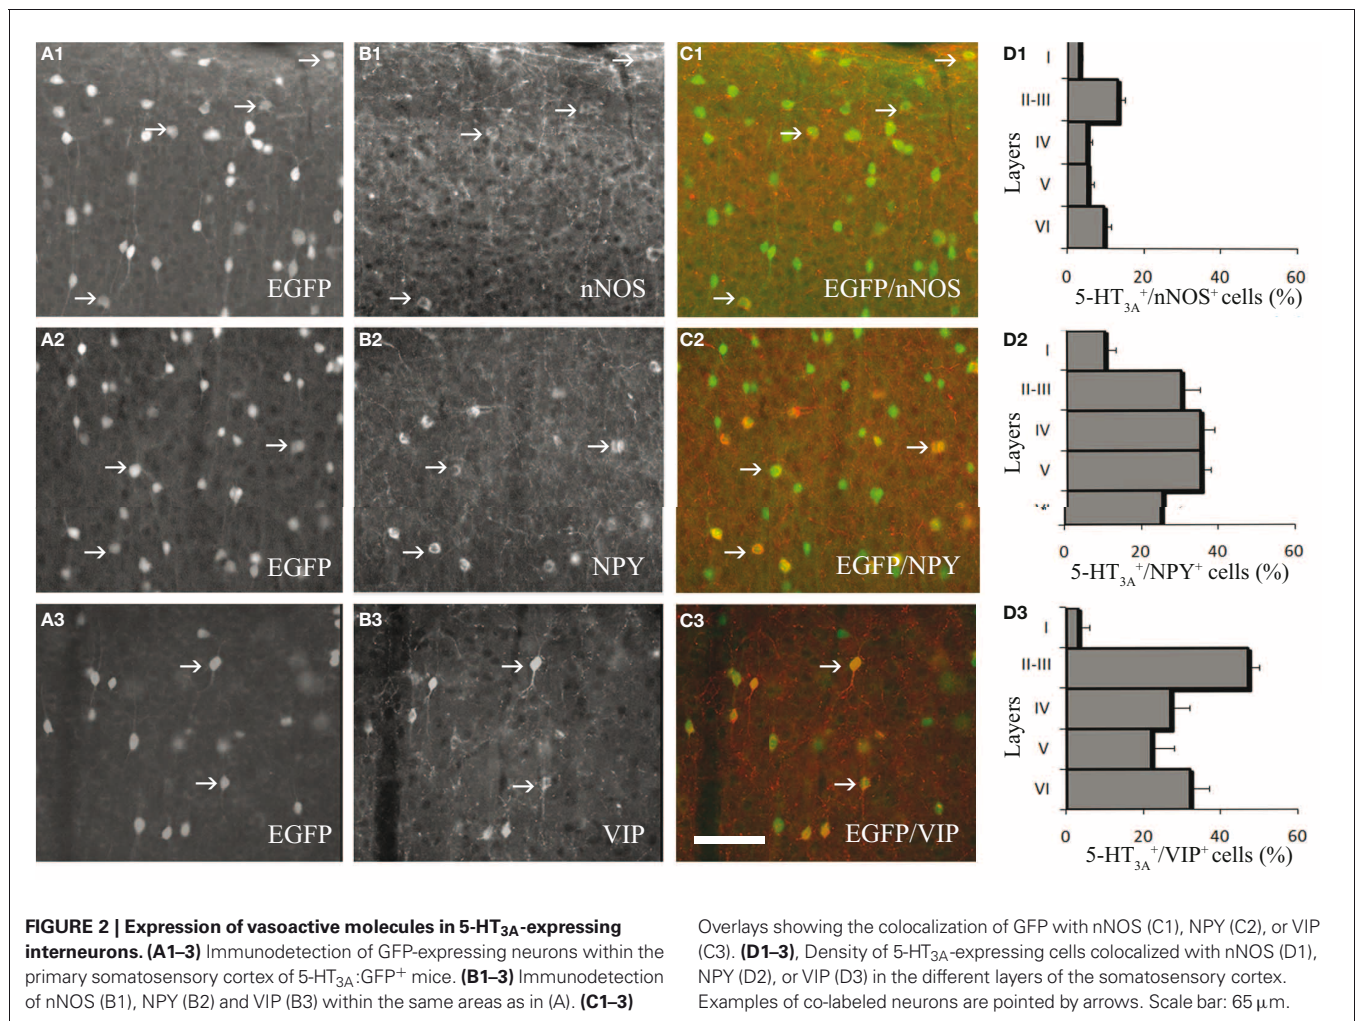 A1
EGFP
B1
nNOS
C1
EGFP/nNOS
D1
I
II-III
IV
V
VI
Layers
0 20 40 60
5-HT3A+/nNOS+ cells (%)
A2
EGFP
B2
NPY
C2
EGFP/NPY
D2
I
II-III
IV
V
Layers
0 20 40 60
5-HT3A+/NPY+ cells (%)
A3
EGFP
B3
VIP
C3
EGFP/VIP
D3
I
II-III
IV
V
VI
Layers
0 20 40 60
5-HT3A+/VIP+ cells (%)
FIGURE 2 | Expression of vasoactive molecules in 5-HT3A-expressing
interneurons. (A1–3) Immunodetection of GFP-expressing neurons within the
primary somatosensory cortex of 5-HT3A:GFP+ mice. (B1–3) Immunodetection
of nNOS (B1), NPY (B2) and VIP (B3) within the same areas as in (A). (C1–3)
Overlays showing the colocalization of GFP with nNOS (C1), NPY (C2), or VIP
(C3). (D1–3), Density of 5-HT3A-expressing cells colocalized with nNOS (D1),
NPY (D2), or VIP (D3) in the different layers of the somatosensory cortex.
Examples of co-labeled neurons are pointed by arrows. Scale bar: 65 μm.